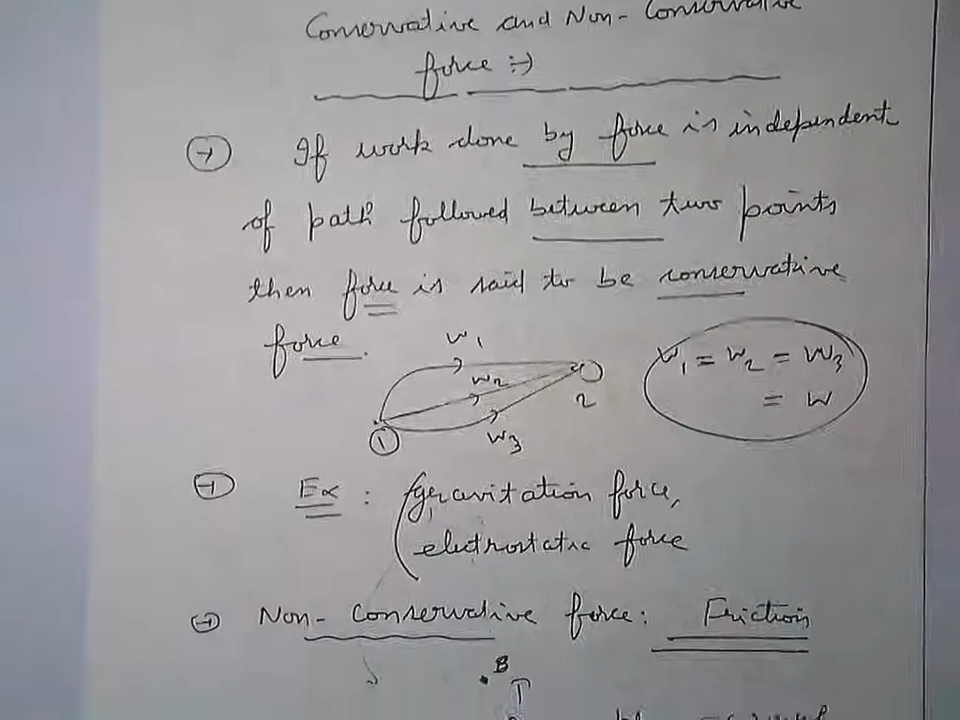 Conservative and Non-Conservative
force :→
→ If work done by force is independent
of path followed between two points
then force is said to be conservative
force.
W1
W2
2
1
W3
W1 = W2 = W3
= W
→ Ex : gravitation force,
electrostatic force
→ Non-Conservative force: Friction
B